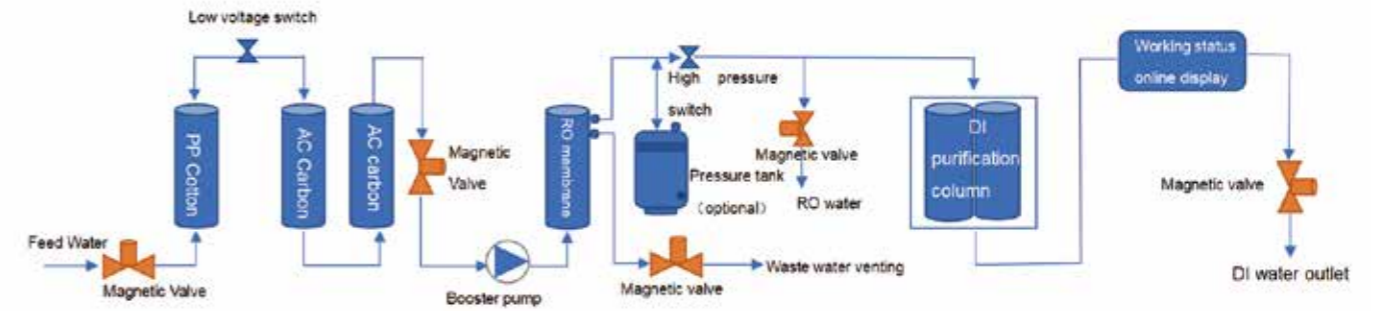 Low voltage switch
PP Cotton
AC Carbon
AC carbon
Magnetic
Valve
RO membrane
High pressure
switch
Pressure tank
（optional）
Magnetic valve
RO water
DI
purification
column
Working status
online display
Magnetic valve
DI water outlet
Feed Water
Magnetic Valve
Booster pump
Magnetic valve
Waste water venting